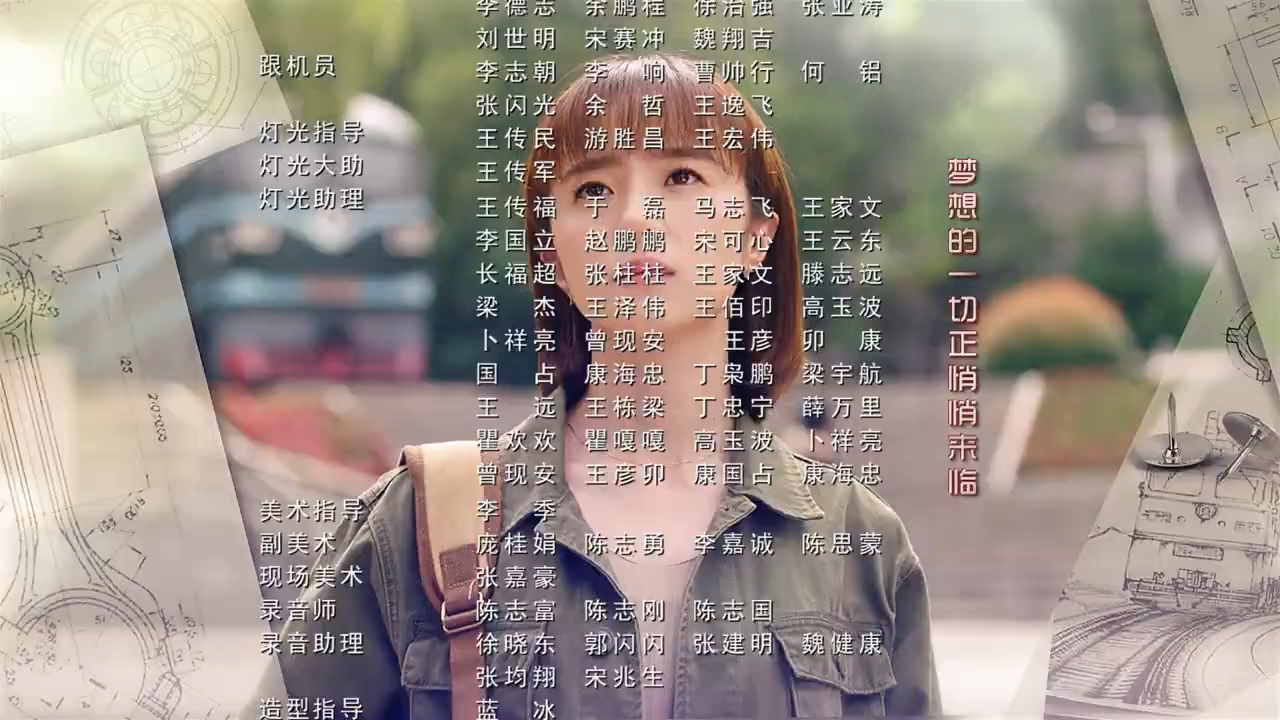 李德志 余鹏程 徐治强 张亚涛
刘世明 宋赛冲 魏翔吉
跟机员 李志朝 李响 曹帅行 何铝
张闪光 余哲 王逸飞
灯光指导 王传民 游胜昌 王宏伟
灯光大助 王传军
灯光助理 王传福 于磊 马志飞 王家文
李国立 赵鹏鹏 宋可心 王云东
长福超 张柱柱 王家文 滕志远
梁杰 王泽伟 王佰印 高玉波
卜祥亮 曾现安 王彦 卯康
国占 康海忠 丁枭鹏 梁宇航
王远 王栋梁 丁忠宁 薛万里
瞿欢欢 瞿嘎嘎 高玉波 卜祥亮
曾现安 王彦卯 康国占 康海忠
美术指导 李季
副美术 庞桂娟 陈志勇 李嘉诚 陈思蒙
现场美术 张嘉豪
录音师 陈志富 陈志刚 陈志国
录音助理 徐晓东 郭闪闪 张建明 魏健康
张均翔 宋兆生
造型指导 蓝冰
梦想的一切正悄悄来临